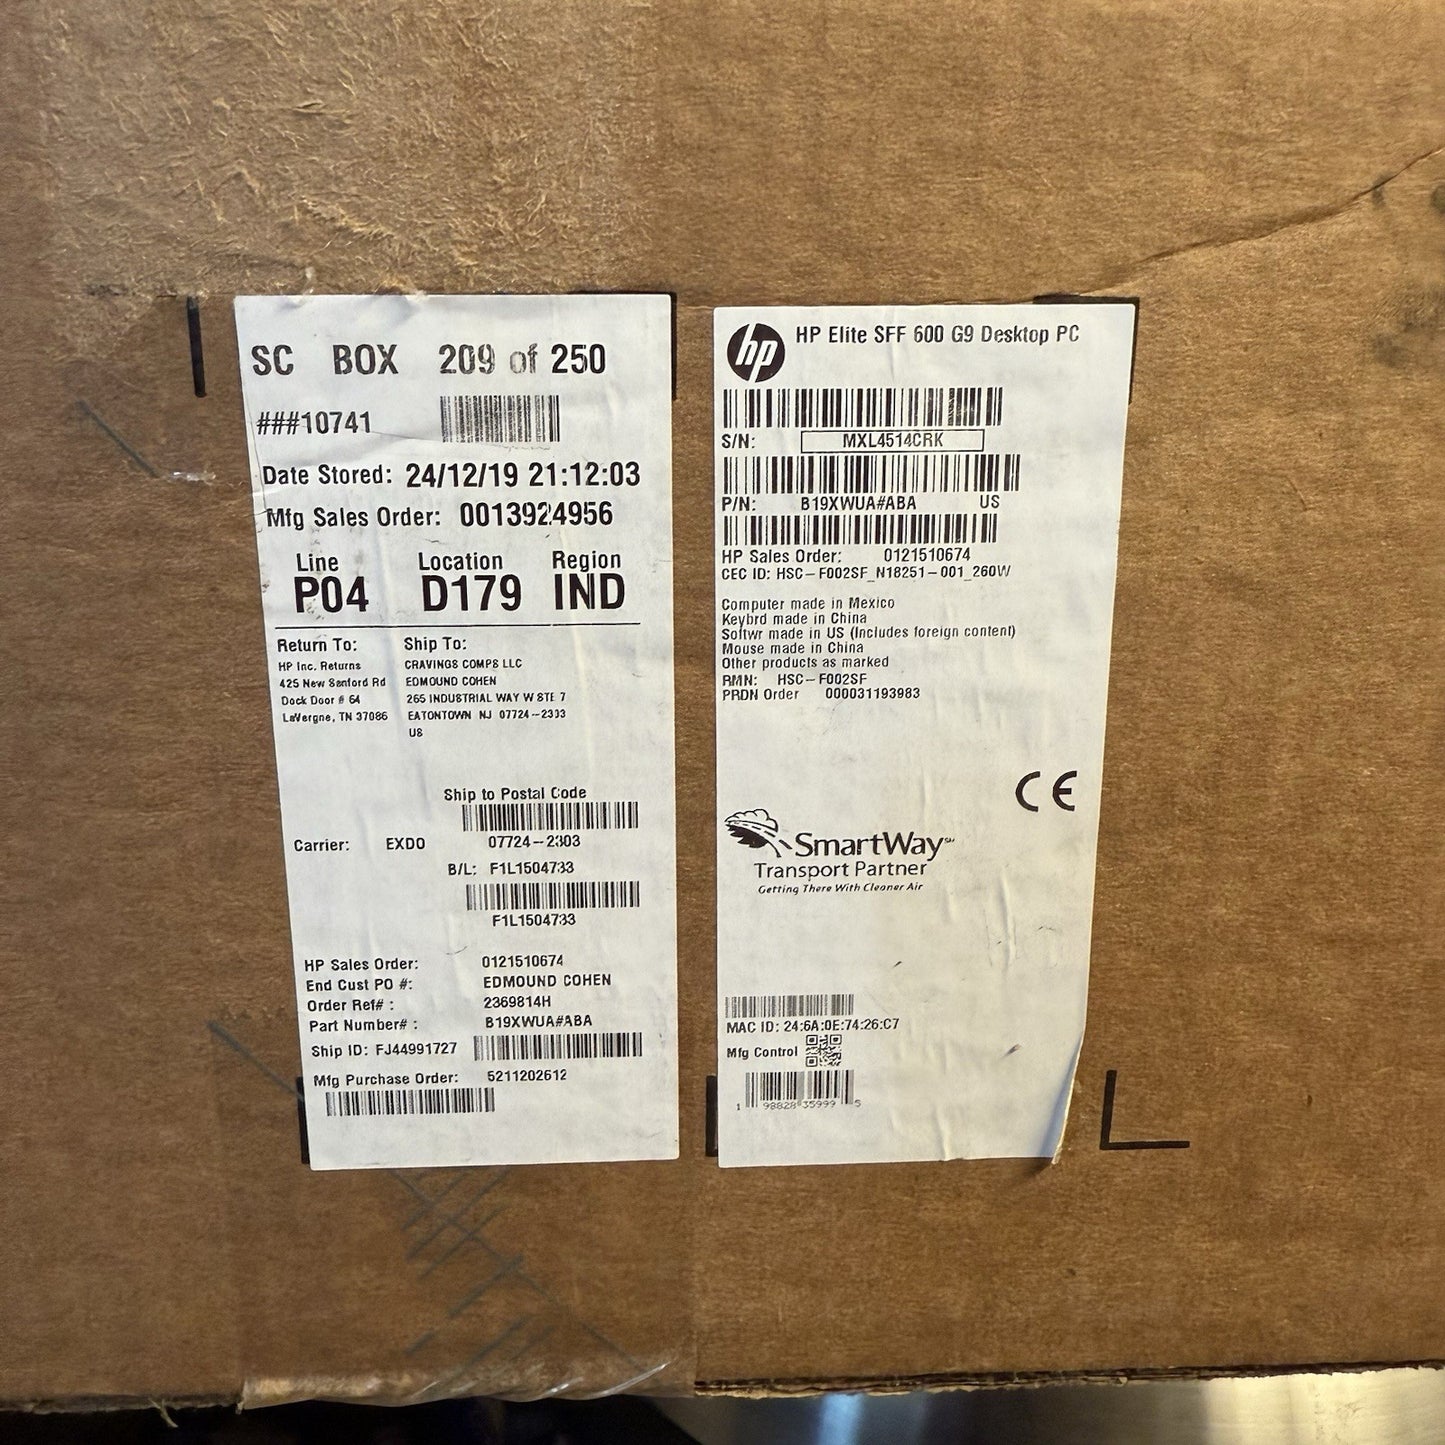 SC BOX 209 of 250
###10741
Date Stored: 24/12/19 21:12:03
Mfg Sales Order: 0013924956
Line Location Region
P04 D179 IND
Return To:
HP Inc. Returns
425 New Sanford Rd
Dock Door # 64
LaVergne, TN 37086
Ship To:
CRAVINGS COMPS LLC
EDMOUND COHEN
265 INDUSTRIAL WAY W STE 7
EATONTOWN NJ 07724-2303
US
Ship to Postal Code
Carrier: EXDO 07724-2303
B/L: F1L1504733
F1L1504733
HP Sales Order: 0121510674
End Cust PO #: EDMOUND COHEN
Order Ref# : 2369814H
Part Number# : B19XWUA#ABA
Ship ID: FJ44991727
Mfg Purchase Order: 5211202612
hp HP Elite SFF 600 G9 Desktop PC
S/N: MXL4514CRK
P/N: B19XWUA#ABA US
HP Sales Order: 0121510674
CEC ID: HSC-F002SF_N18251-001_260W
Computer made in Mexico
Keybrd made in China
Softwr made in US (Includes foreign content)
Mouse made in China
Other products as marked
RMN: HSC-F002SF
PRDN Order 000031193983
CE
SmartWay℠
Transport Partner
Getting There With Cleaner Air
MAC ID: 24:6A:0E:74:26:C7
Mfg Control
1 98828 35999 5